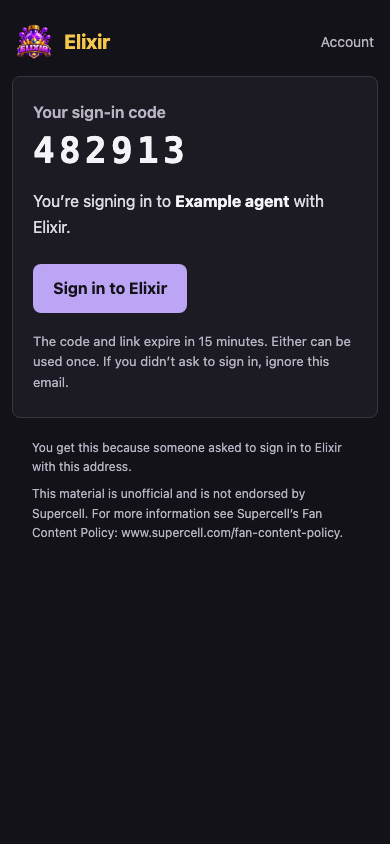 ELIXIR
Elixir
Account
Your sign-in code
482913
You’re signing in to Example agent with
Elixir.
Sign in to Elixir
The code and link expire in 15 minutes. Either can be
used once. If you didn’t ask to sign in, ignore this
email.
You get this because someone asked to sign in to Elixir
with this address.
This material is unofficial and is not endorsed by
Supercell. For more information see Supercell’s Fan
Content Policy: www.supercell.com/fan-content-policy.